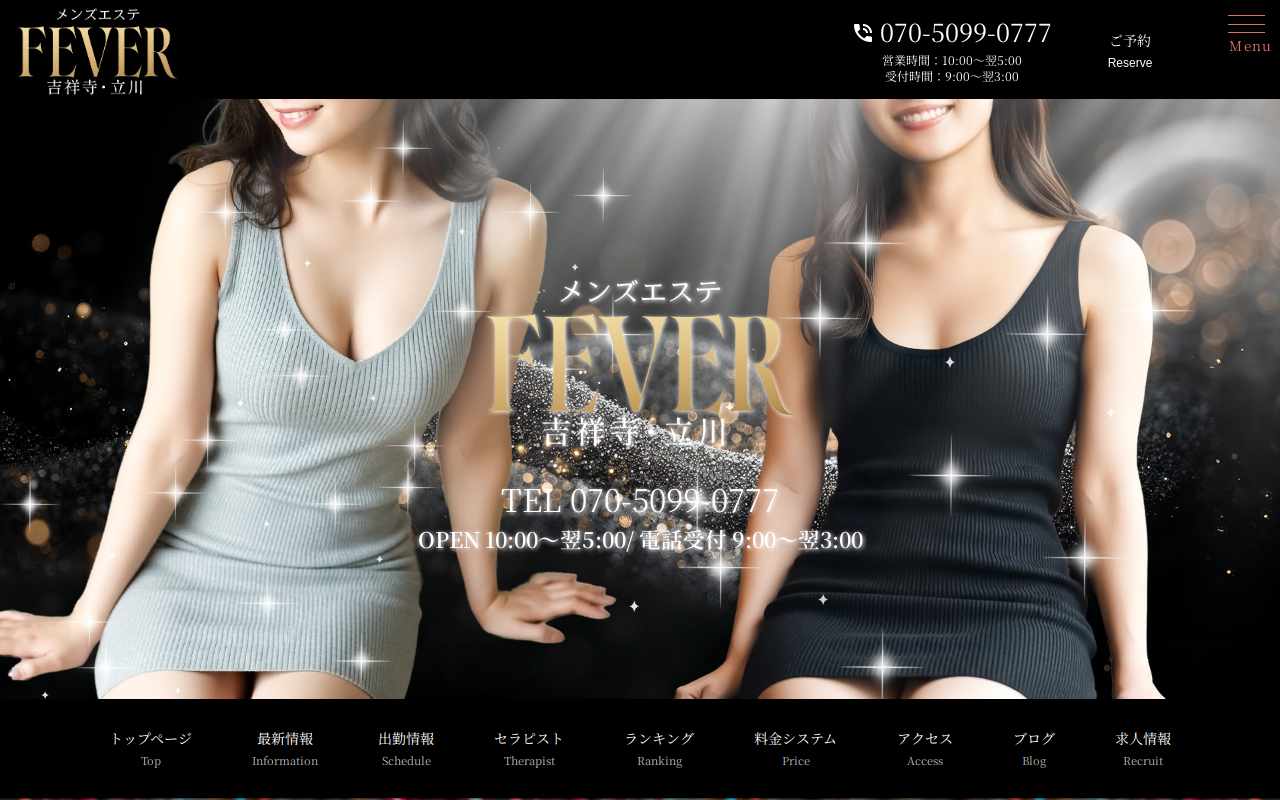 メンズエステ
FEVER
吉祥寺・立川
070-5099-0777
営業時間：10:00～翌5:00
受付時間：9:00～翌3:00
ご予約
Reserve
Menu
メンズエステ
FEVER
吉祥寺・立川
TEL 070-5099-0777
OPEN 10:00～翌5:00/ 電話受付 9:00～翌3:00
トップページ
Top
最新情報
Information
出勤情報
Schedule
セラピスト
Therapist
ランキング
Ranking
料金システム
Price
アクセス
Access
ブログ
Blog
求人情報
Recruit